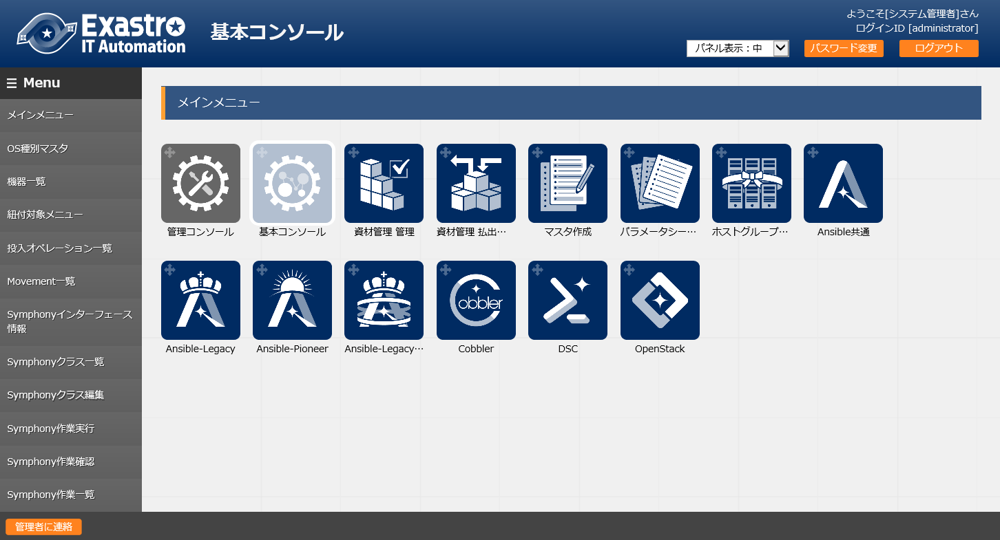 Exastro
IT Automation
基本コンソール
ようこそ[システム管理者]さん
ログインID [administrator]
パネル表示：中
パスワード変更
ログアウト
Menu
メインメニュー
OS種別マスタ
機器一覧
紐付対象メニュー
投入オペレーション一覧
Movement一覧
Symphonyインターフェース
情報
Symphonyクラス一覧
Symphonyクラス編集
Symphony作業実行
Symphony作業確認
Symphony作業一覧
メインメニュー
管理コンソール
基本コンソール
資材管理 管理
資材管理 払出…
マスタ作成
パラメータシー…
ホストグループ…
Ansible共通
Ansible-Legacy
Ansible-Pioneer
Ansible-Legacy…
obbler
Cobbler
DSC
OpenStack
管理者に連絡